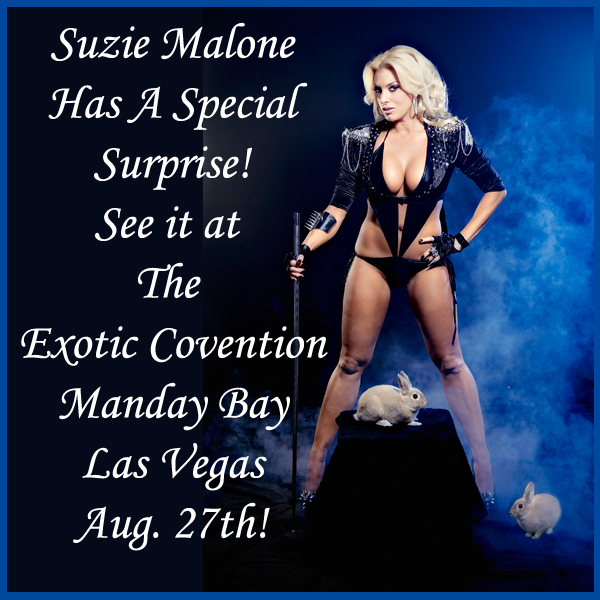 Suzie Malone
Has A Special
Surprise!
See it at
The
Exotic Covention
Manday Bay
Las Vegas
Aug. 27th!